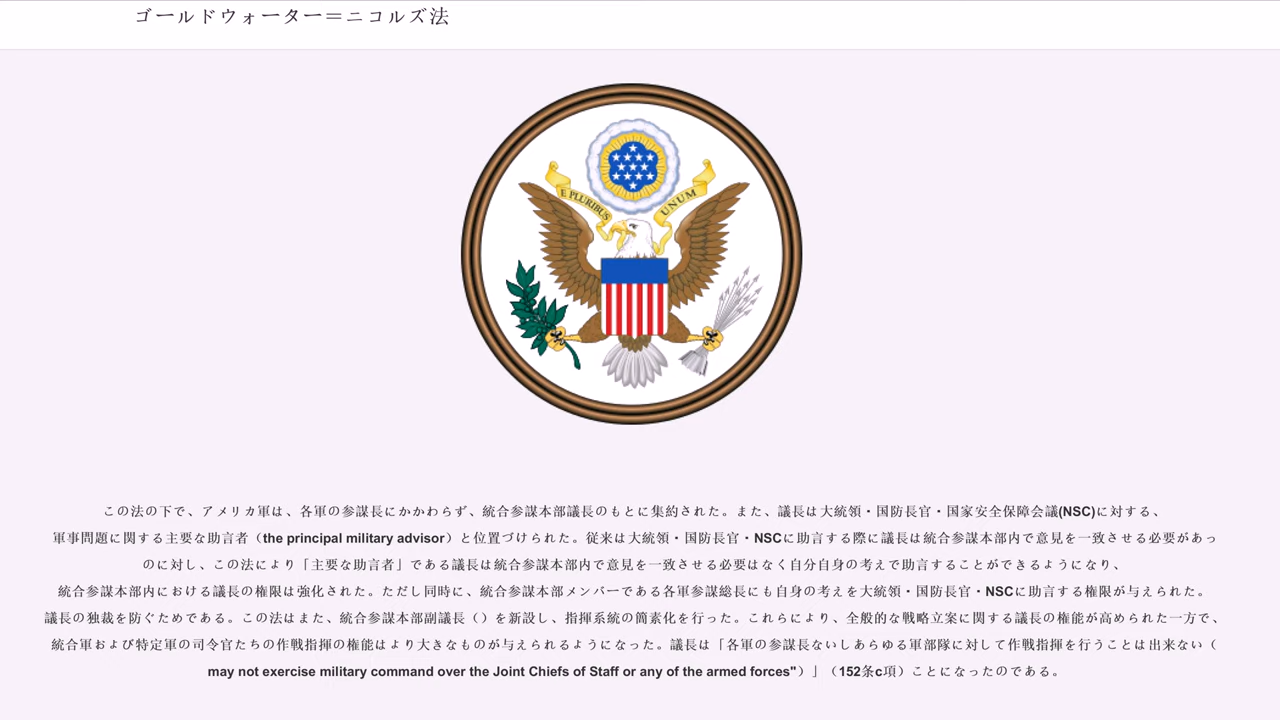 ゴールドウォーター＝ニコルズ法
E PLURIBUS UNUM
この法の下で、アメリカ軍は、各軍の参謀長にかかわらず、統合参謀本部議長のもとに集約された。また、議長は大統領・国防長官・国家安全保障会議(NSC)に対する、
軍事問題に関する主要な助言者（the principal military advisor）と位置づけられた。従来は大統領・国防長官・NSCに助言する際に議長は統合参謀本部内で意見を一致させる必要があっ
のに対し、この法により「主要な助言者」である議長は統合参謀本部内で意見を一致させる必要はなく自分自身の考えで助言することができるようになり、
統合参謀本部内における議長の権限は強化された。ただし同時に、統合参謀本部メンバーである各軍参謀総長にも自身の考えを大統領・国防長官・NSCに助言する権限が与えられた。
議長の独裁を防ぐためである。この法はまた、統合参謀本部副議長（）を新設し、指揮系統の簡素化を行った。これらにより、全般的な戦略立案に関する議長の権能が高められた一方で、
統合軍および特定軍の司令官たちの作戦指揮の権能はより大きなものが与えられるようになった。議長は「各軍の参謀長ないしあらゆる軍部隊に対して作戦指揮を行うことは出来ない（
may not exercise military command over the Joint Chiefs of Staff or any of the armed forces"）」（152条c項）ことになったのである。